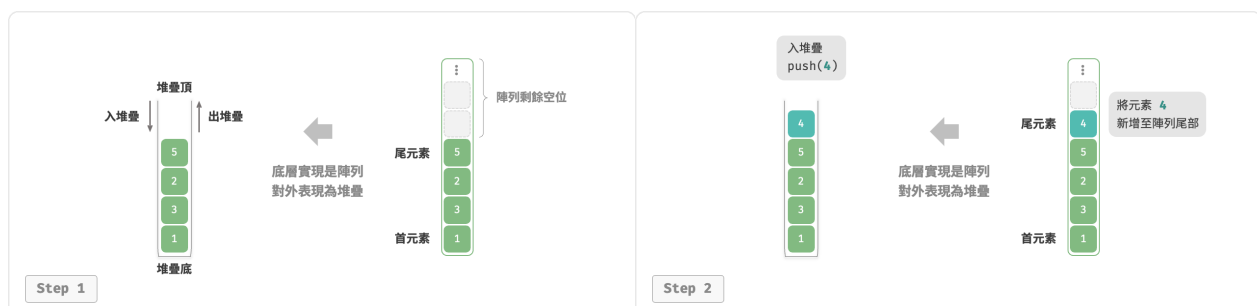 堆疊頂
入堆疊
出堆疊
5
2
3
1
堆疊底
底層實現是陣列
對外表現為堆疊
⋮
陣列剩餘空位
尾元素
5
2
3
首元素
1
Step 1
入堆疊
push(4)
4
5
2
3
1
底層實現是陣列
對外表現為堆疊
⋮
尾元素
4
5
2
3
首元素
1
將元素 4
新增至陣列尾部
Step 2